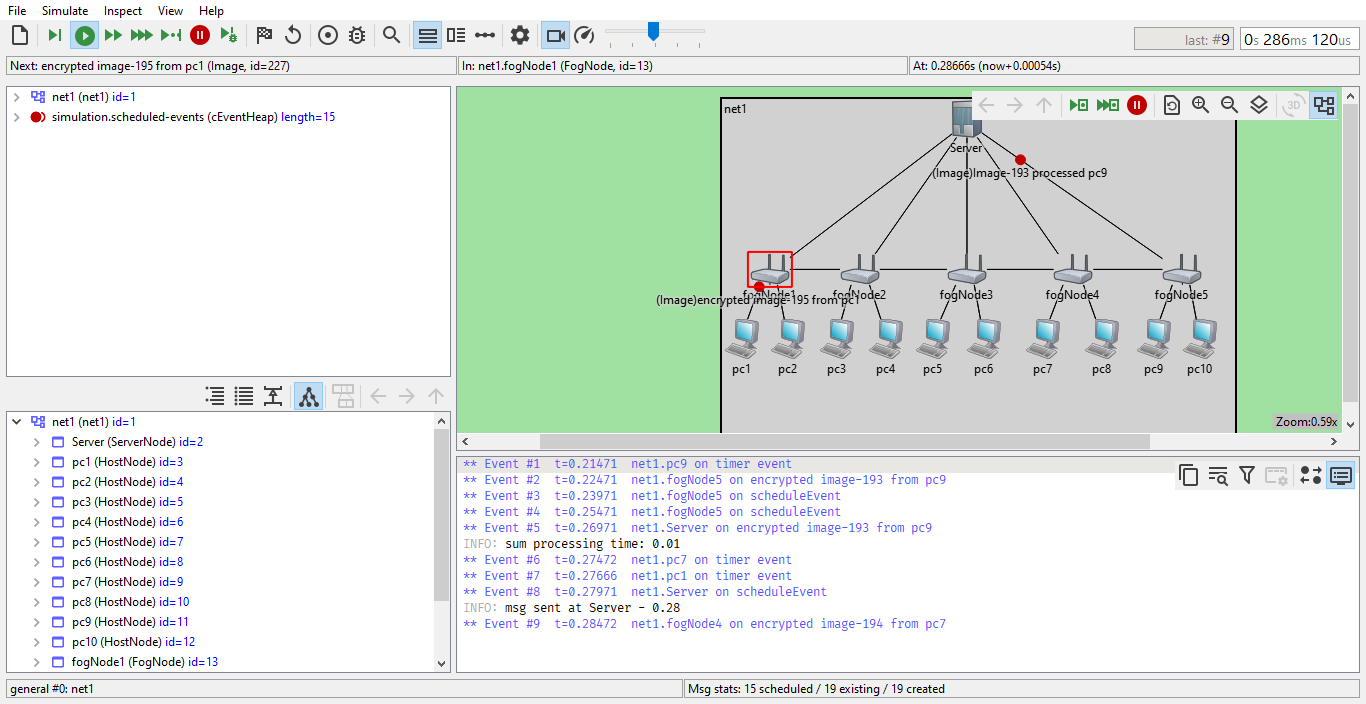 File Simulate Inspect View Help
last: #9 0s 286ms 120us
Next: encrypted image-195 from pc1 (Image, id=227) In: net1.fogNode1 (FogNode, id=13) At: 0.28666s (now+0.00054s)
net1 (net1) id=1
simulation.scheduled-events (cEventHeap) length=15
3D
net1
Server
(Image)Image-193 processed pc9
fogNode1 fogNode2 fogNode3 fogNode4 fogNode5
(Image)encrypted image-195 from pc1
pc1 pc2 pc3 pc4 pc5 pc6 pc7 pc8 pc9 pc10
Zoom:0.59x
net1 (net1) id=1
Server (ServerNode) id=2
pc1 (HostNode) id=3
pc2 (HostNode) id=4
pc3 (HostNode) id=5
pc4 (HostNode) id=6
pc5 (HostNode) id=7
pc6 (HostNode) id=8
pc7 (HostNode) id=9
pc8 (HostNode) id=10
pc9 (HostNode) id=11
pc10 (HostNode) id=12
fogNode1 (FogNode) id=13
** Event #1 t=0.21471 net1.pc9 on timer event
** Event #2 t=0.22471 net1.fogNode5 on encrypted image-193 from pc9
** Event #3 t=0.23971 net1.fogNode5 on scheduleEvent
** Event #4 t=0.25471 net1.fogNode5 on scheduleEvent
** Event #5 t=0.26971 net1.Server on encrypted image-193 from pc9
INFO: sum processing time: 0.01
** Event #6 t=0.27472 net1.pc7 on timer event
** Event #7 t=0.27666 net1.pc1 on timer event
** Event #8 t=0.27971 net1.Server on scheduleEvent
INFO: msg sent at Server - 0.28
** Event #9 t=0.28472 net1.fogNode4 on encrypted image-194 from pc7
general #0: net1 Msg stats: 15 scheduled / 19 existing / 19 created